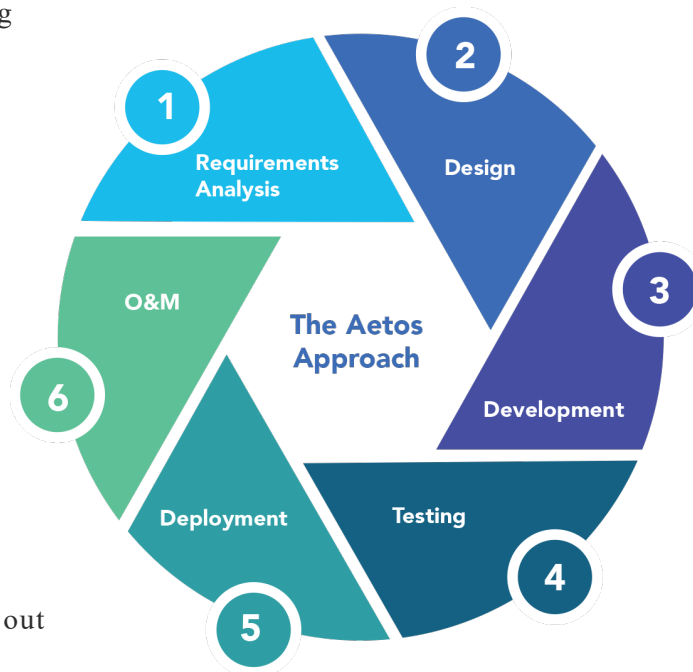 g
1
Requirements
Analysis
2
Design
3
Development
4
Testing
5
Deployment
6
O&M
The Aetos
Approach
out